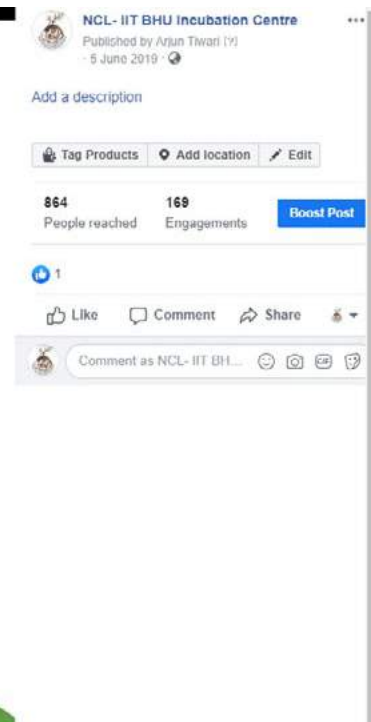 NCL- IIT BHU Incubation Centre
Published by Arjun Tiwari [?]
· 5 June 2019 ·
Add a description
Tag Products Add location Edit
864 169
People reached Engagements
Boost Post
1
Like Comment Share
Comment as NCL- IIT BH... GIF